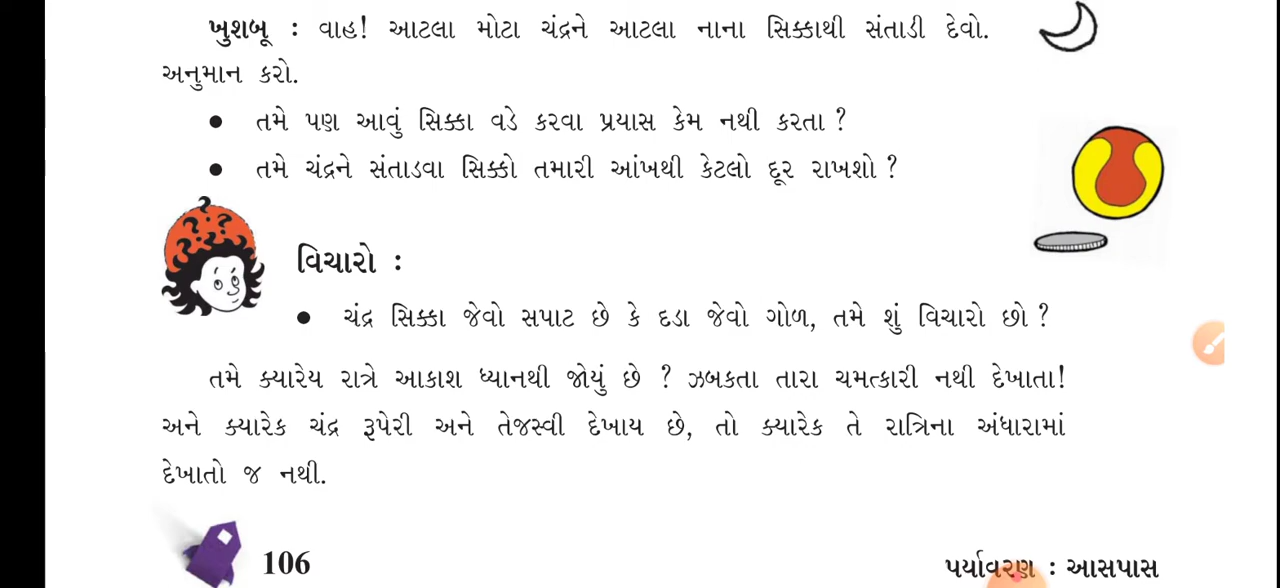 ખુશબૂ : વાહ! આટલા મોટા ચંદ્રને આટલા નાના સિક્કાથી સંતાડી દેવો.
અનુમાન કરો.
● તમે પણ આવું સિક્કા વડે કરવા પ્રયાસ કેમ નથી કરતા ?
● તમે ચંદ્રને સંતાડવા સિક્કો તમારી આંખથી કેટલો દૂર રાખશો ?
વિચારો :
● ચંદ્ર સિક્કા જેવો સપાટ છે કે દડા જેવો ગોળ, તમે શું વિચારો છો ?
તમે ક્યારેય રાત્રે આકાશ ધ્યાનથી જોયું છે ? ઝબકતા તારા ચમત્કારી નથી દેખાતા!
અને ક્યારેક ચંદ્ર રૂપેરી અને તેજસ્વી દેખાય છે, તો ક્યારેક તે રાત્રિના અંધારામાં
દેખાતો જ નથી.
106
પર્યાવરણ : આસપાસ